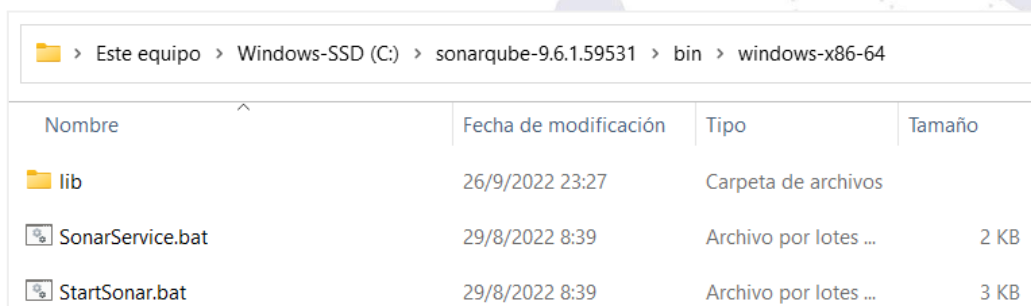 Este equipo > Windows-SSD (C:) > sonarqube-9.6.1.59531 > bin > windows-x86-64
Nombre Fecha de modificación Tipo Tamaño
lib 26/9/2022 23:27 Carpeta de archivos
SonarService.bat 29/8/2022 8:39 Archivo por lotes ... 2 KB
StartSonar.bat 29/8/2022 8:39 Archivo por lotes ... 3 KB